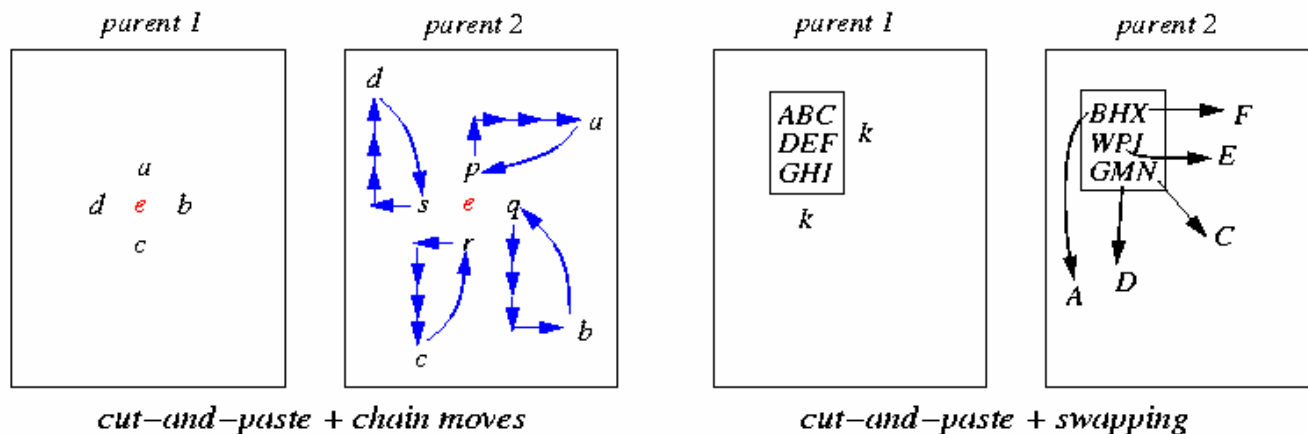 parent 1
parent 2
parent 1
parent 2
a
d e b
c
d
a
p
s e q
r
b
c
ABC
DEF
GHI
k
k
BHX
WPJ
GMN
F
E
C
D
A
cut-and-paste + chain moves
cut-and-paste + swapping